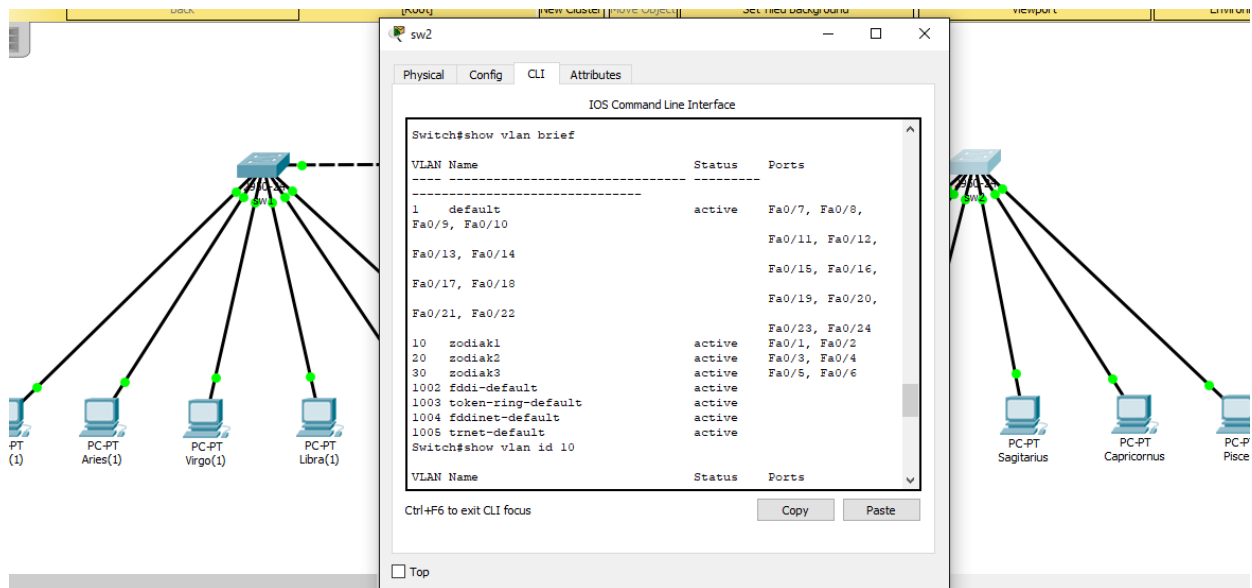 Back
[Root]
New Cluster
Move Object
Set Tiled Background
Viewport
sw2
Physical
Config
CLI
Attributes
IOS Command Line Interface
Switch#show vlan brief
VLAN Name Status Ports
---- -------------------------------- --------- -------------------------------
1 default active Fa0/7, Fa0/8,
Fa0/9, Fa0/10
Fa0/11, Fa0/12,
Fa0/13, Fa0/14
Fa0/15, Fa0/16,
Fa0/17, Fa0/18
Fa0/19, Fa0/20,
Fa0/21, Fa0/22
Fa0/23, Fa0/24
10 zodiak1 active Fa0/1, Fa0/2
20 zodiak2 active Fa0/3, Fa0/4
30 zodiak3 active Fa0/5, Fa0/6
1002 fddi-default active
1003 token-ring-default active
1004 fddinet-default active
1005 trnet-default active
Switch#show vlan id 10
VLAN Name Status Ports
Ctrl+F6 to exit CLI focus
Copy
Paste
Top
sw1
sw2
(1)
PC-PT
Aries(1)
PC-PT
Virgo(1)
PC-PT
Libra(1)
PC-PT
Sagitarius
PC-PT
Capricornus